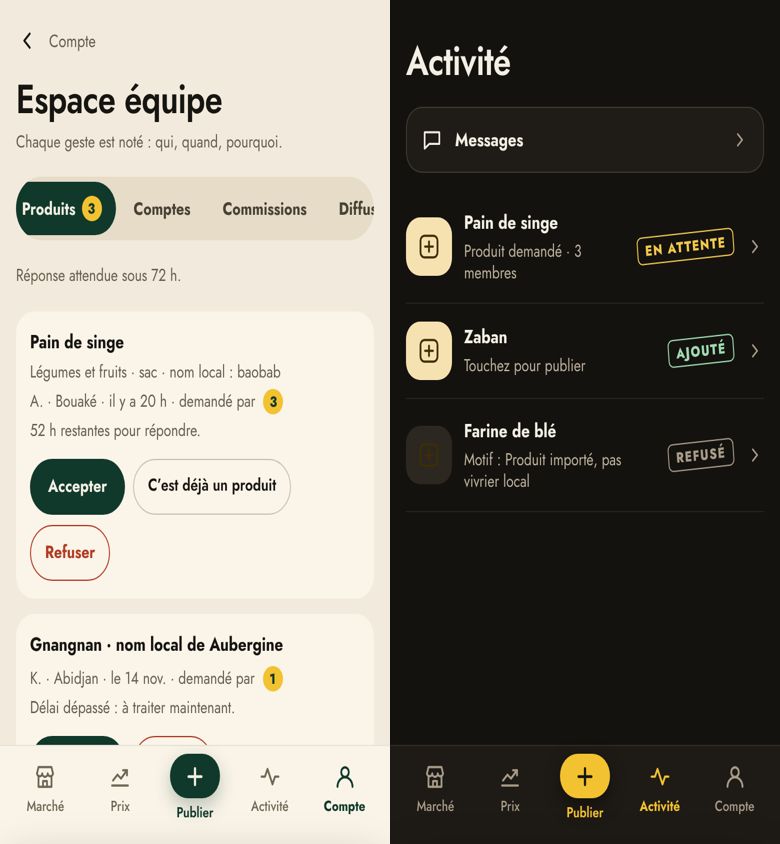 Compte
Espace équipe
Chaque geste est noté : qui, quand, pourquoi.
Produits 3 Comptes Commissions Diffus
Réponse attendue sous 72 h.
Pain de singe
Légumes et fruits · sac · nom local : baobab
A. · Bouaké · il y a 20 h · demandé par 3
52 h restantes pour répondre.
Accepter C'est déjà un produit
Refuser
Gnangnan · nom local de Aubergine
K. · Abidjan · le 14 nov. · demandé par 1
Délai dépassé : à traiter maintenant.
Marché Prix Publier Activité Compte
Activité
Messages
Pain de singe
Produit demandé · 3
membres
EN ATTENTE
Zaban
Touchez pour publier
AJOUTÉ
Farine de blé
Motif : Produit importé, pas
vivrier local
REFUSÉ
Marché Prix Publier Activité Compte